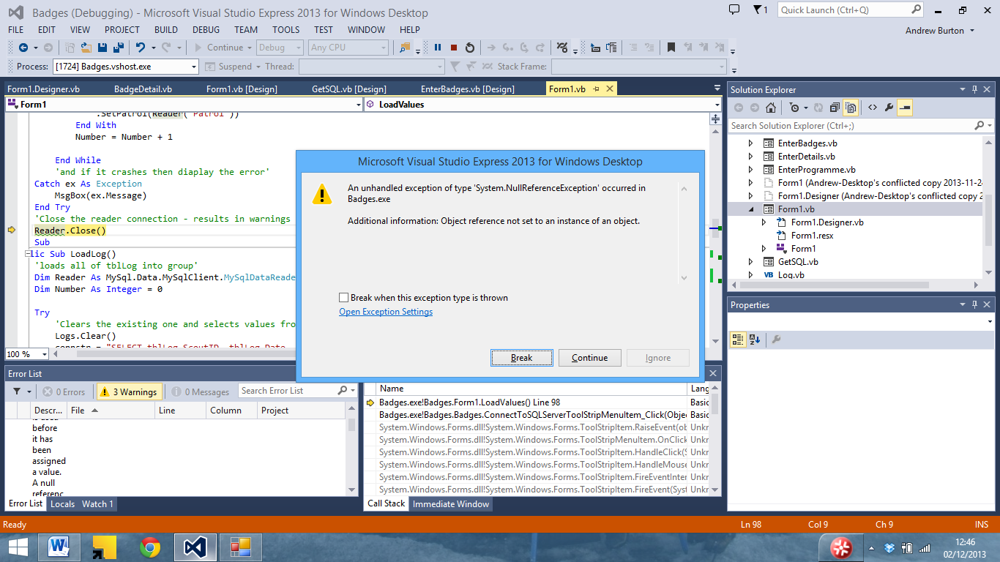 Badges (Debugging) - Microsoft Visual Studio Express 2013 for Windows Desktop
1
Quick Launch (Ctrl+Q)
FILE EDIT VIEW PROJECT BUILD DEBUG TEAM TOOLS TEST WINDOW HELP
Andrew Burton
Continue Debug Any CPU
Process: [1724] Badges.vshost.exe Suspend Thread: Stack Frame:
Form1.Designer.vb BadgeDetail.vb Form1.vb [Design] GetSQL.vb [Design] EnterBadges.vb [Design] Form1.vb
Form1 LoadValues
.SetPatrol(Reader("Patrol"))
End With
Number = Number + 1
End While
'and if it crashes then diaplay the error'
Catch ex As Exception
MsgBox(ex.Message)
End Try
'Close the reader connection - results in warnings
Reader.Close()
Sub
lic Sub LoadLog()
'loads all of tblLog into group'
Dim Reader As MySql.Data.MySqlClient.MySqlDataReade
Dim Number As Integer = 0
Try
'Clears the existing one and selects values fro
Logs.Clear()
connstr = "SELECT tblLog.ScoutID, tblLog.Date
100 %
Microsoft Visual Studio Express 2013 for Windows Desktop
An unhandled exception of type 'System.NullReferenceException' occurred in
Badges.exe
Additional information: Object reference not set to an instance of an object.
Break when this exception type is thrown
Open Exception Settings
Break Continue Ignore
Solution Explorer
Search Solution Explorer (Ctrl+;)
EnterBadges.vb
EnterDetails.vb
EnterProgramme.vb
Form1 (Andrew-Desktop's conflicted copy 2013-11-24
Form1.Designer (Andrew-Desktop's conflicted copy 2
Form1.vb
Form1.Designer.vb
Form1.resx
Form1
GetSQL.vb
VB Log.vb
Properties
Error List
0 Errors 3 Warnings 0 Messages Search Error List
Descr... File Line Column Project
is used
before
it has
been
assigned
a value.
A null
referenc
Error List Locals Watch 1
Name Lang
Badges.exe!Badges.Form1.LoadValues() Line 98 Basic
Badges.exe!Badges.Badges.ConnectToSQLServerToolStripMenuItem_Click(Objec Basic
System.Windows.Forms.dll!System.Windows.Forms.ToolStripItem.RaiseEvent(ob Unkn
System.Windows.Forms.dll!System.Windows.Forms.ToolStripMenuItem.OnClick Unkn
System.Windows.Forms.dll!System.Windows.Forms.ToolStripItem.HandleClick(S Unkn
System.Windows.Forms.dll!System.Windows.Forms.ToolStripItem.HandleMouse Unkn
System.Windows.Forms.dll!System.Windows.Forms.ToolStripItem.FireEventInter Unkn
System.Windows.Forms.dll!System.Windows.Forms.ToolStripItem.FireEvent(Syst Unkn
Call Stack Immediate Window
Ready Ln 98 Col 9 Ch 9 INS
12:46
02/12/2013